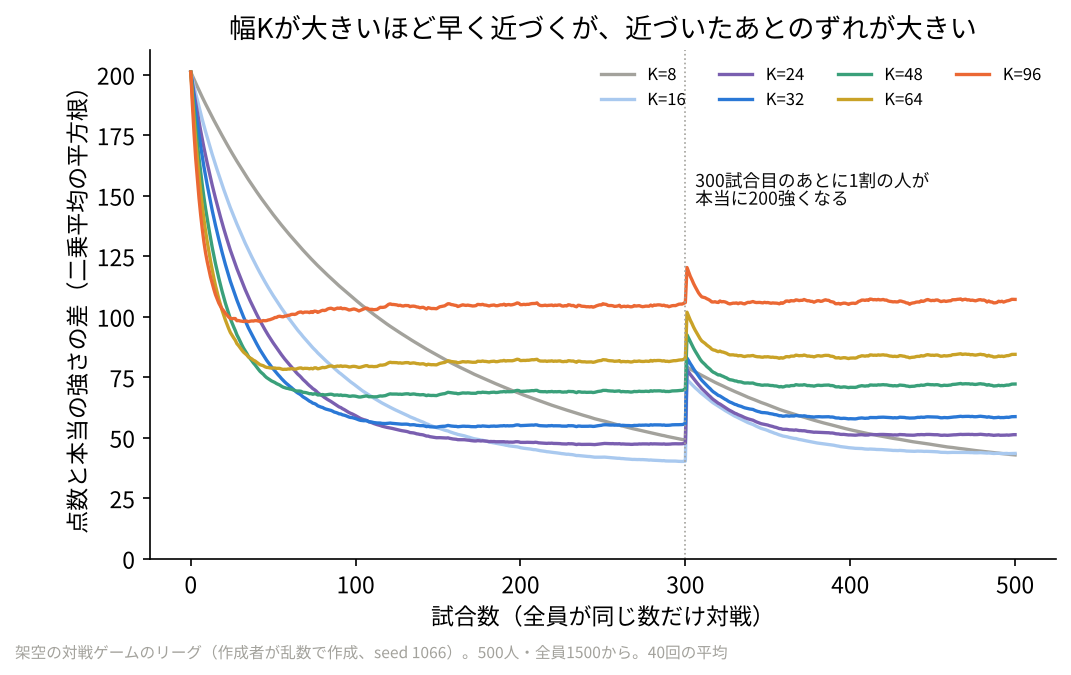 幅Kが大きいほど早く近づくが、近づいたあとのずれが大きい
点数と本当の強さの差（二乗平均の平方根）
200
175
150
125
100
75
50
25
0
K=8
K=24
K=48
K=96
K=16
K=32
K=64
300試合目のあとに1割の人が
本当に200強くなる
0
100
200
300
400
500
試合数（全員が同じ数だけ対戦）
架空の対戦ゲームのリーグ（作成者が乱数で作成、seed 1066）。500人・全員1500から。40回の平均